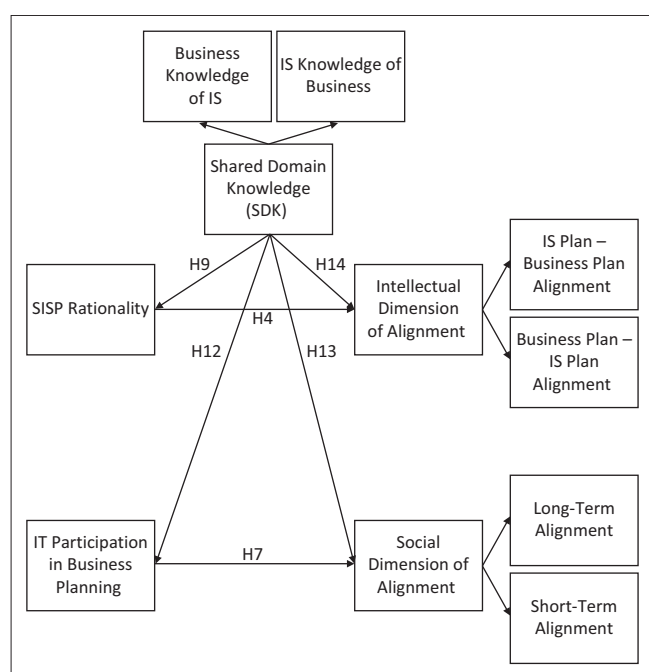 Business
Knowledge
of IS
IS Knowledge of
Business
Shared Domain
Knowledge
(SDK)
H9
H14
SISP Rationality
H4
Intellectual
Dimension
of Alignment
IS Plan –
Business Plan
Alignment
Business Plan –
IS Plan
Alignment
H12
H13
IT Participation
in Business
Planning
H7
Social
Dimension of
Alignment
Long-Term
Alignment
Short-Term
Alignment